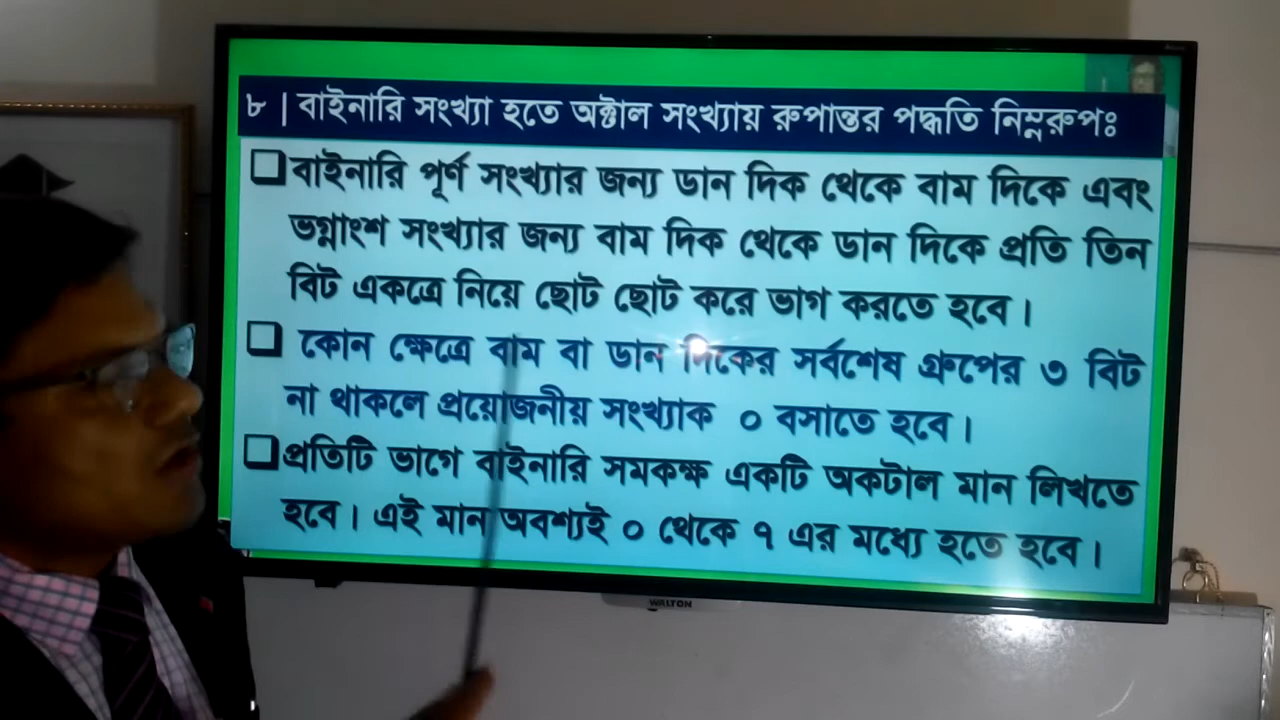 ৮ | বাইনারি সংখ্যা হতে অক্টাল সংখ্যায় রুপান্তর পদ্ধতি নিম্নরুপঃ
❑বাইনারি পূর্ণ সংখ্যার জন্য ডান দিক থেকে বাম দিকে এবং
ভগ্নাংশ সংখ্যার জন্য বাম দিক থেকে ডান দিকে প্রতি তিন
বিট একত্রে নিয়ে ছোট ছোট করে ভাগ করতে হবে।
❑ কোন ক্ষেত্রে বাম বা ডান দিকের সর্বশেষ গ্রুপের ৩ বিট
না থাকলে প্রয়োজনীয় সংখ্যাক ০ বসাতে হবে।
❑প্রতিটি ভাগে বাইনারি সমকক্ষ একটি অকটাল মান লিখতে
হবে। এই মান অবশ্যই ০ থেকে ৭ এর মধ্যে হতে হবে।
WALTON